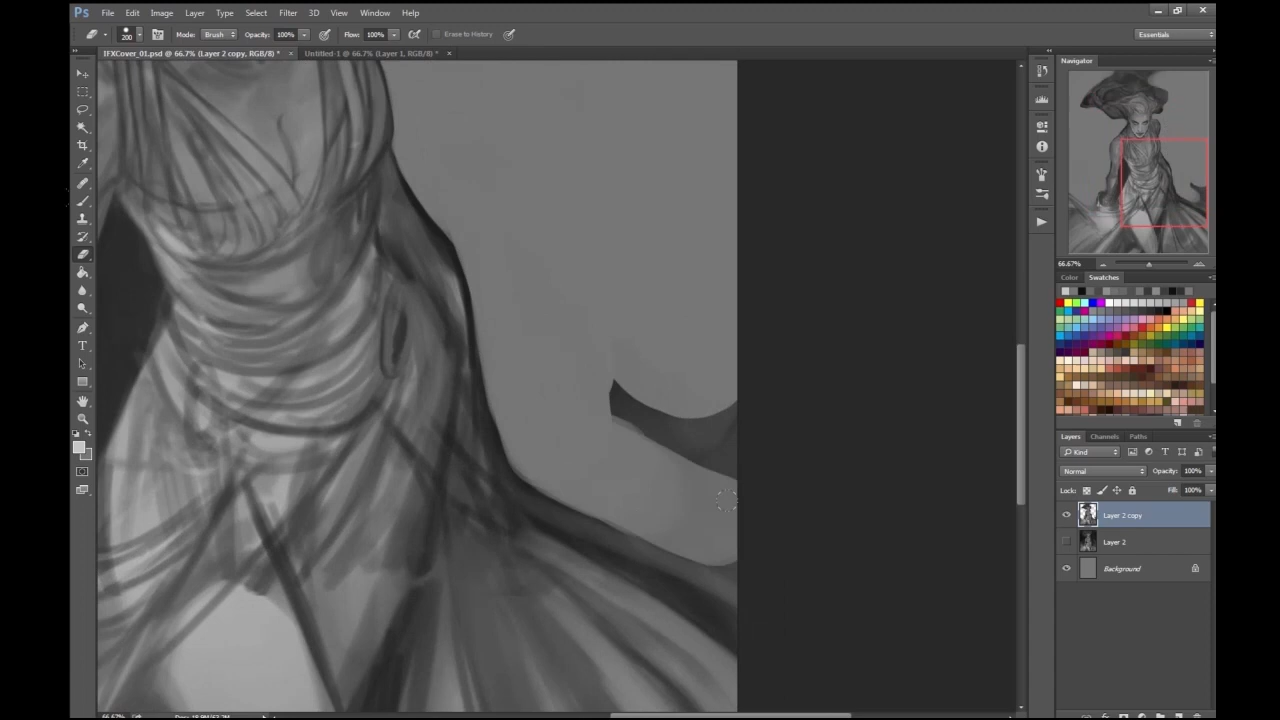 Ps File Edit Image Layer Type Select Filter 3D View Window Help
200 Mode: Brush Opacity: 100% Flow: 100% Erase to History Essentials
IFXCover_01.psd @ 66.7% (Layer 2 copy, RGB/8) * × Untitled-1 @ 66.7% (Layer 1, RGB/8) * ×
Navigator
66.67%
Color Swatches
Layers Channels Paths
Kind
Normal Opacity: 100%
Lock: Fill: 100%
Layer 2 copy
Layer 2
Background
66.67%